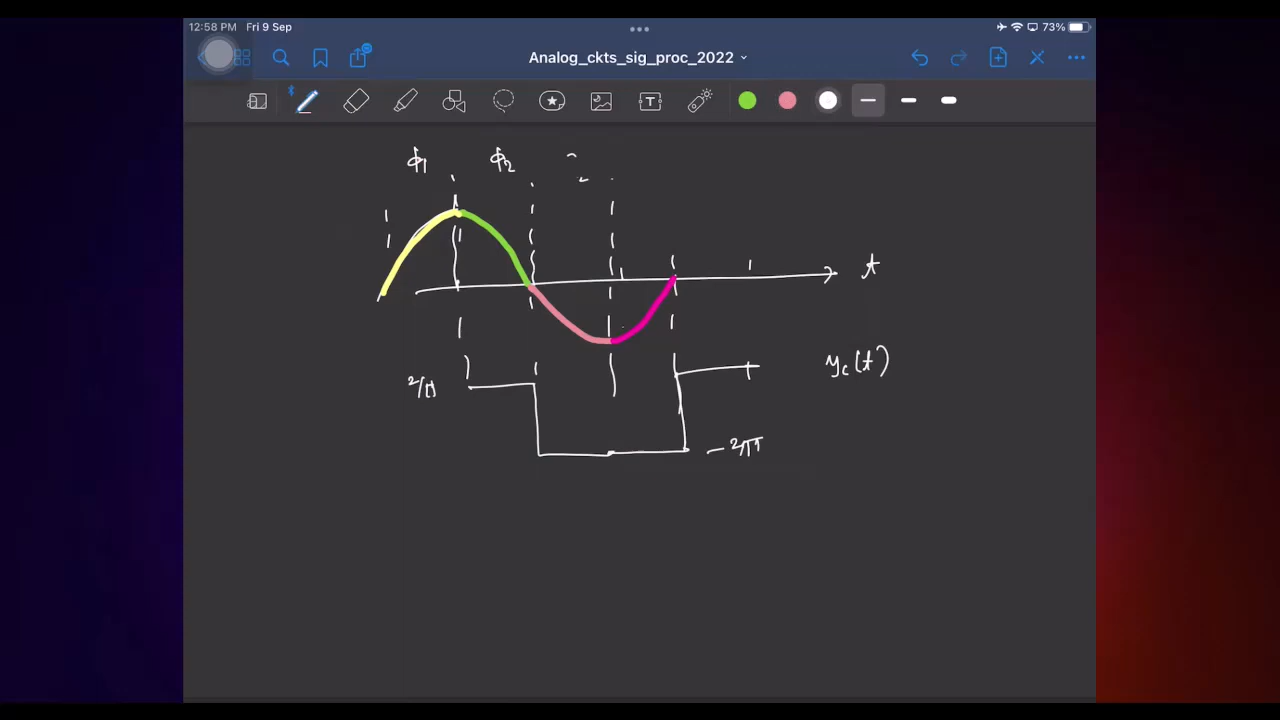 12:58 PM Fri 9 Sep
73%
Analog_ckts_sig_proc_2022
T
ϕ1 ϕ2
t
2/π
yc(t)
-2/π